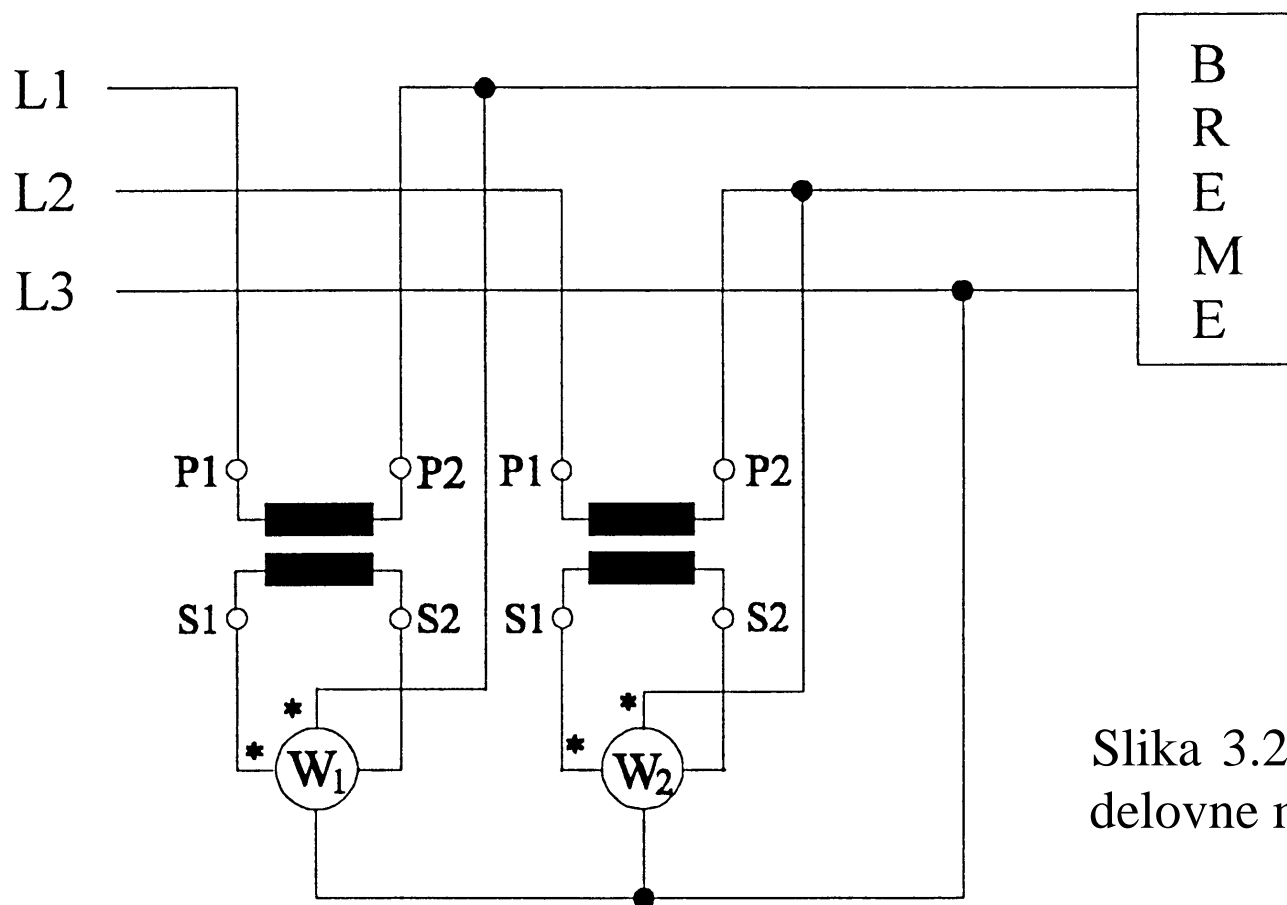 L1
L2
L3
B
R
E
M
E
P1 P2 P1 P2
S1 S2 S1 S2
* *
* *
W1 W2
Slika 3.2
delovne